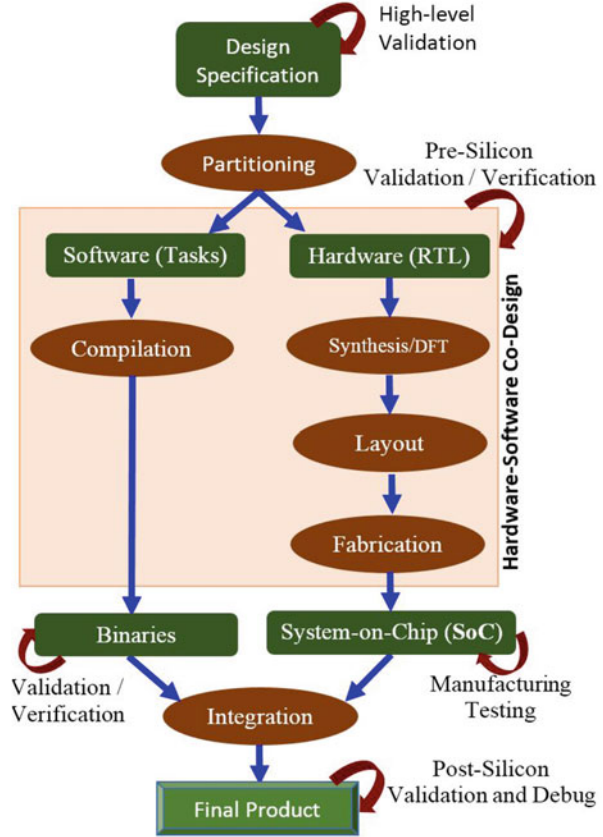 High-level
Validation
Design
Specification
Partitioning
Pre-Silicon
Validation / Verification
Software (Tasks)
Hardware (RTL)
Compilation
Synthesis/DFT
Layout
Fabrication
Hardware-Software Co-Design
Binaries
System-on-Chip (SoC)
Validation /
Verification
Manufacturing
Testing
Integration
Post-Silicon
Validation and Debug
Final Product